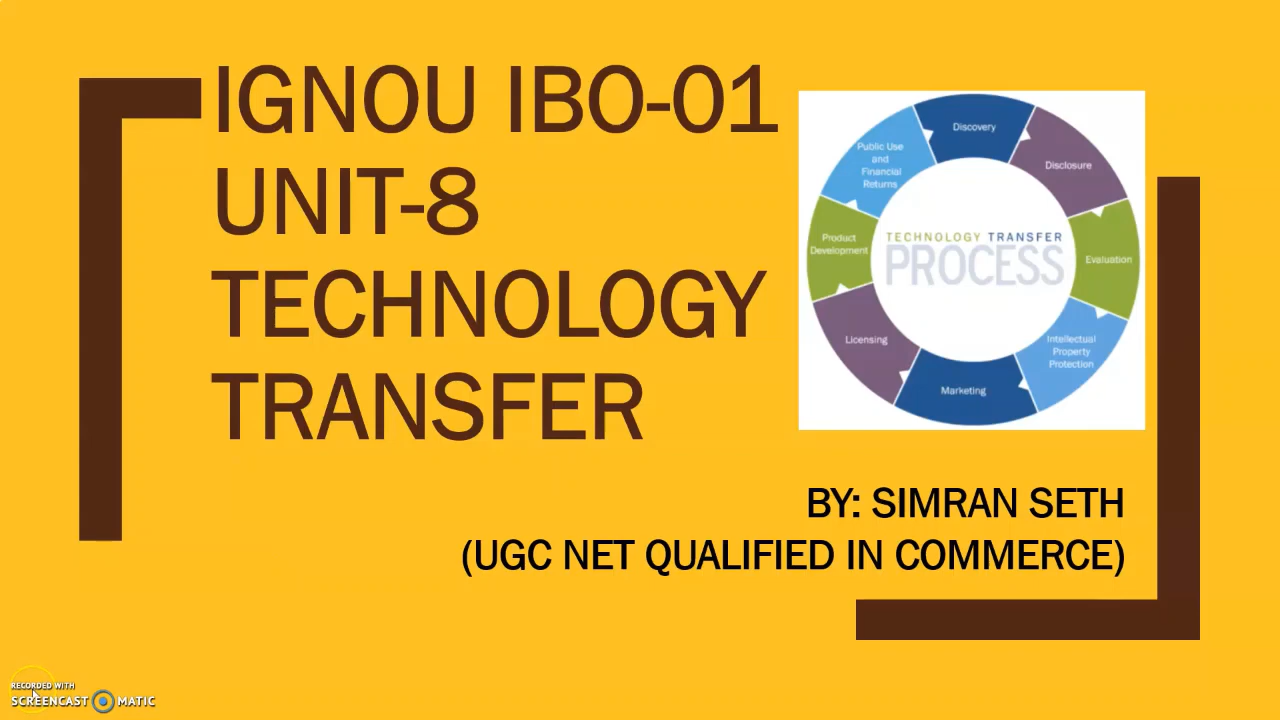 IGNOU IBO-01
UNIT-8
TECHNOLOGY
TRANSFER
Discovery
Disclosure
Evaluation
Intellectual
Property
Protection
Marketing
Licensing
Product
Development
Public Use
and
Financial
Returns
TECHNOLOGY TRANSFER
PROCESS
BY: SIMRAN SETH
(UGC NET QUALIFIED IN COMMERCE)
RECORDED WITH
SCREENCAST MATIC